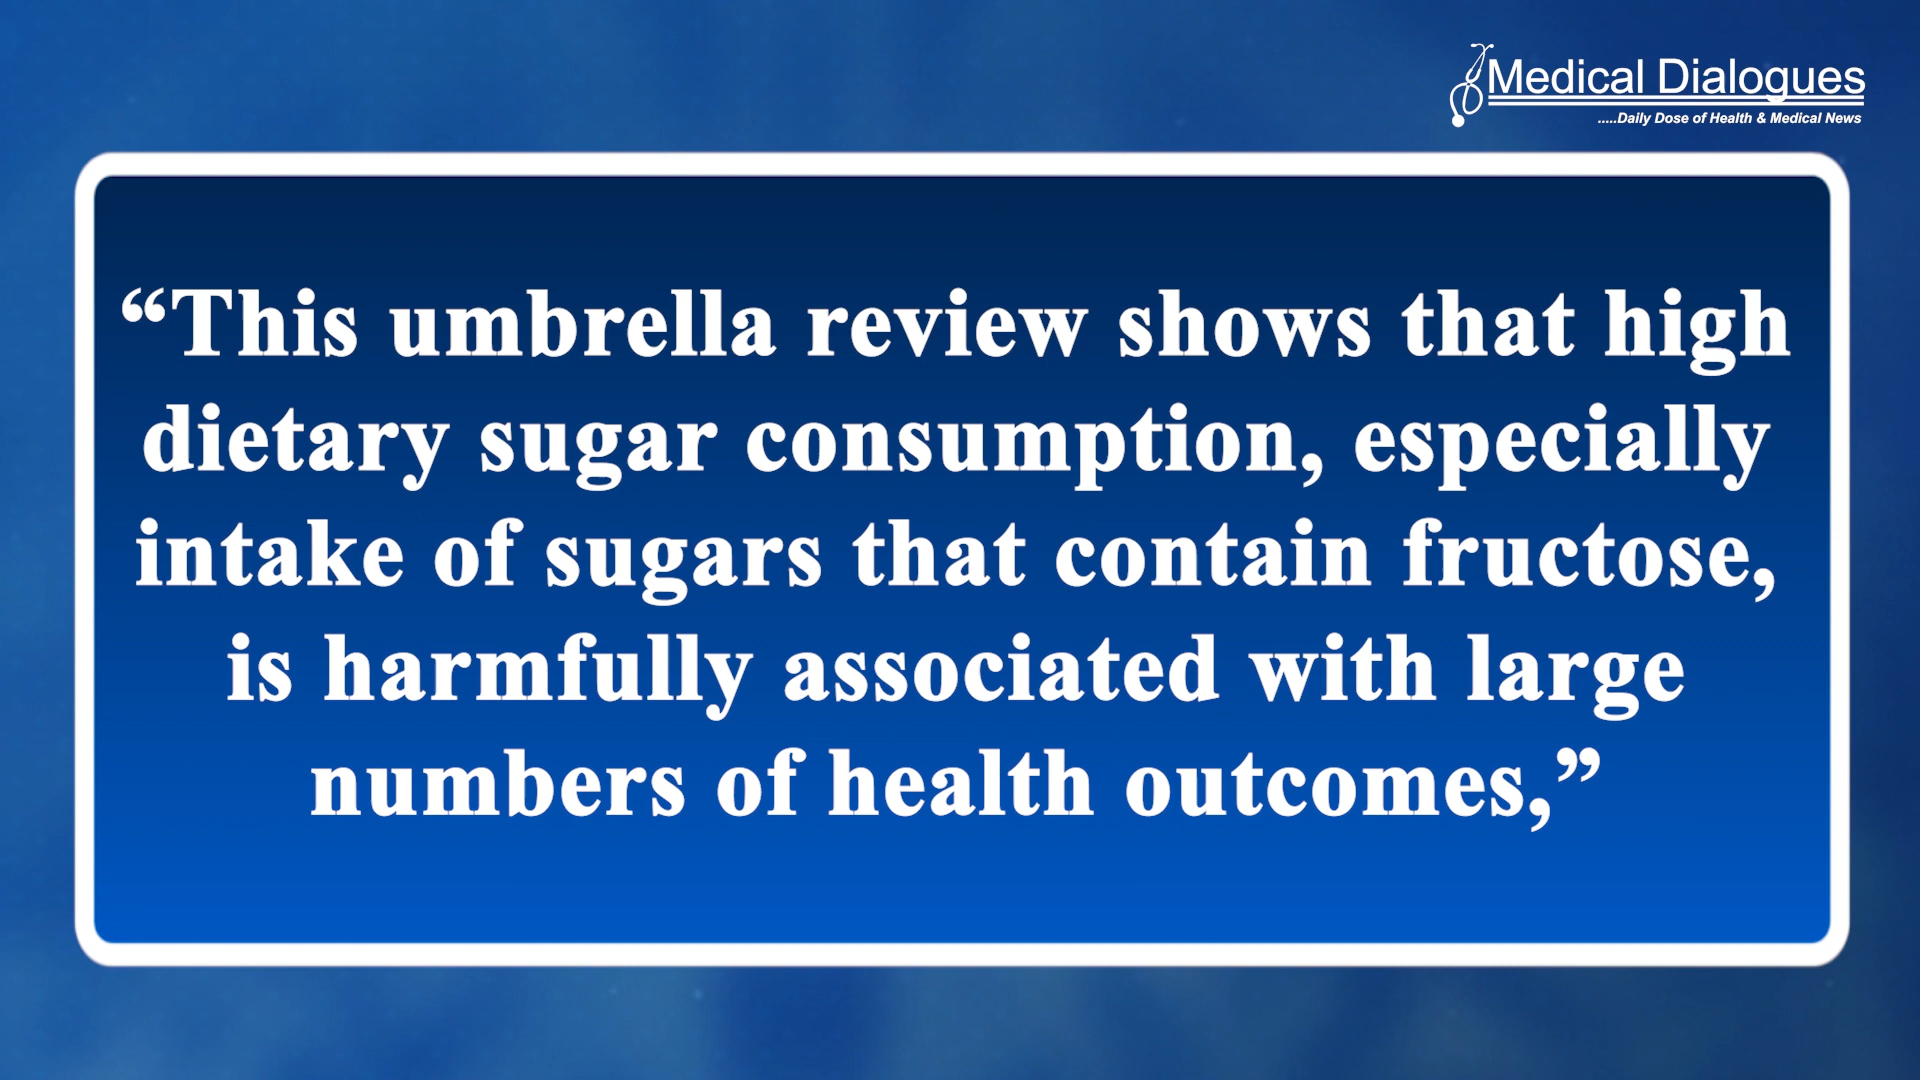 Medical Dialogues
.....Daily Dose of Health & Medical News
“This umbrella review shows that high
dietary sugar consumption, especially
intake of sugars that contain fructose,
is harmfully associated with large
numbers of health outcomes,”